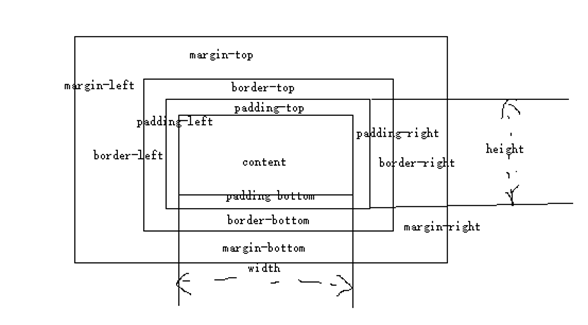 margin-top
margin-left
border-top
padding-top
padding-left
padding-right
border-left
content
border-right
height
padding bottom
border-bottom
margin-right
margin-bottom
width